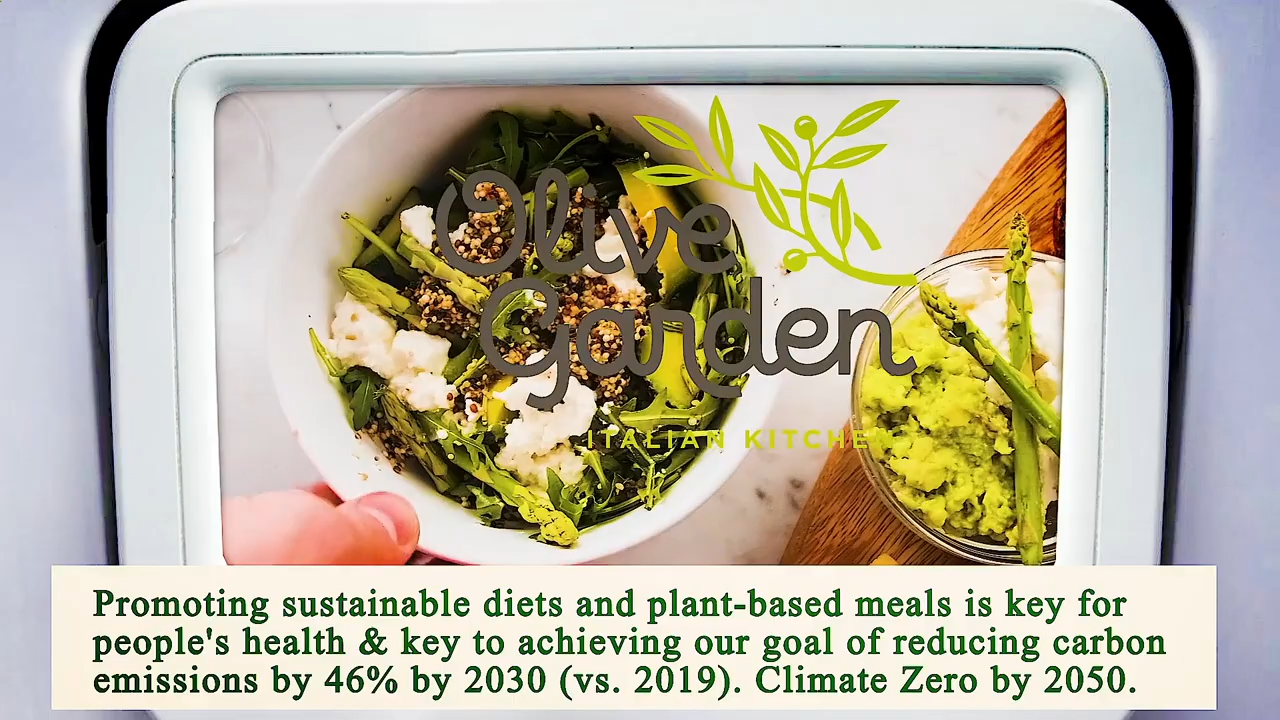 Olive
Garden
ITALIAN KITCHEN
Promoting sustainable diets and plant-based meals is key for
people's health & key to achieving our goal of reducing carbon
emissions by 46% by 2030 (vs. 2019). Climate Zero by 2050.